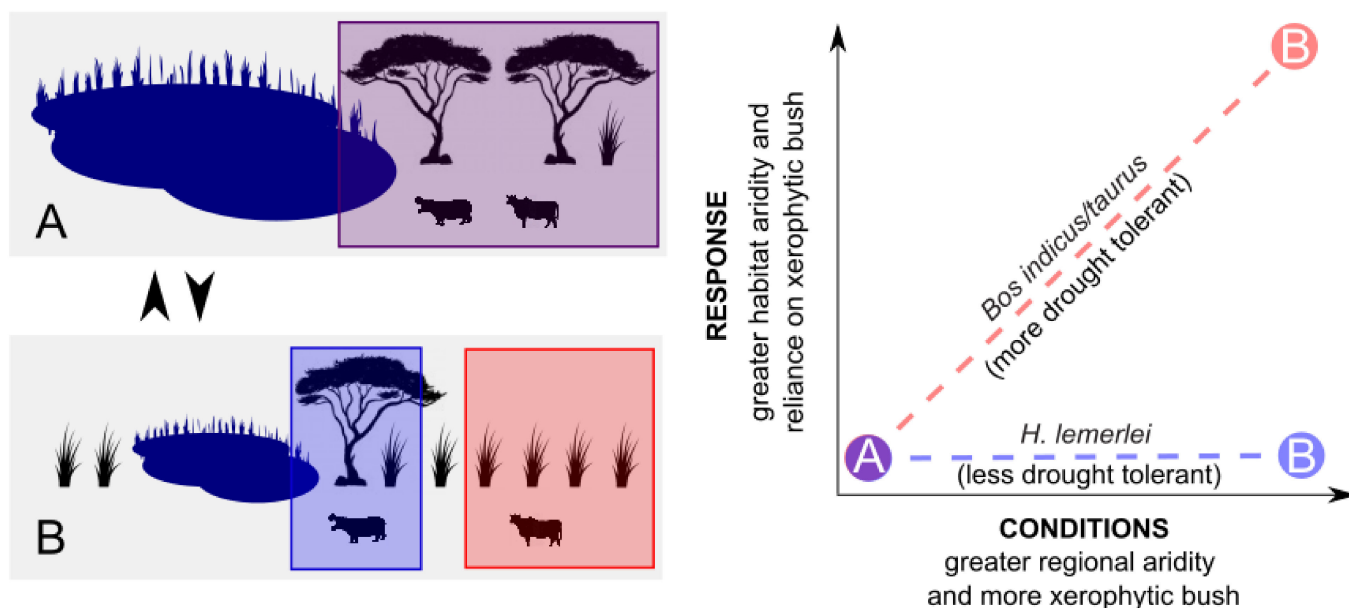 A
B
RESPONSE
greater habitat aridity and
reliance on xerophytic bush
B
Bos indicus/taurus
(more drought tolerant)
A
H. lemerlei
(less drought tolerant)
B
CONDITIONS
greater regional aridity
and more xerophytic bush